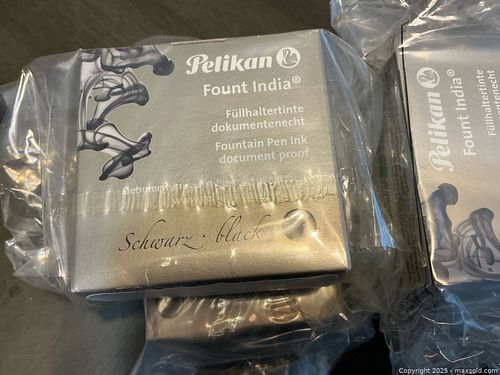 Pelikan
Fount India®
Füllhaltertinte
dokumentenecht
Fountain Pen Ink
document proof
Schwarz · black
Pelikan
Fount India®
Füllhaltertinte
dokumentenecht
Copyright 2025 - maxsold.com